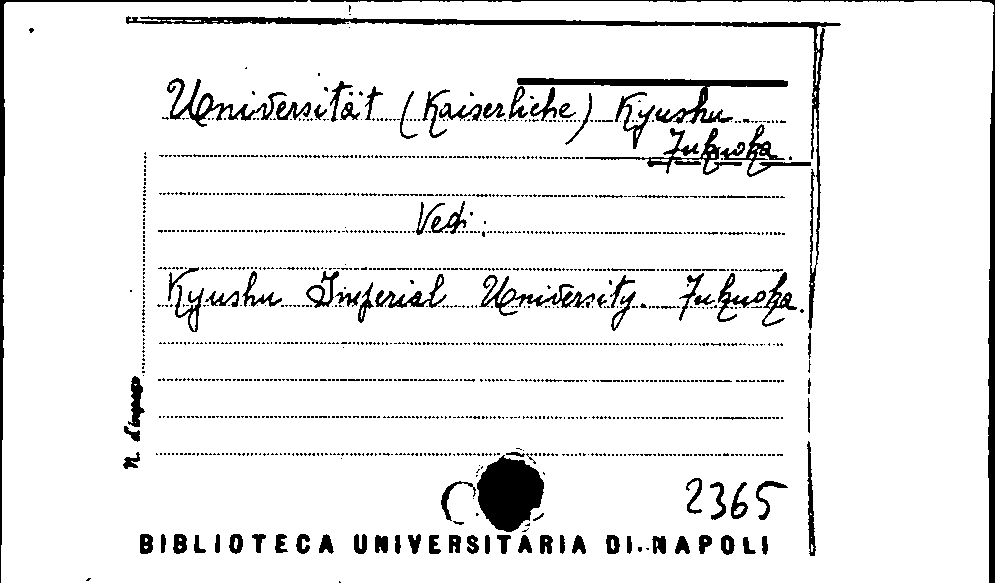 Universität (Kaiserliche) Kyushu.
Fukuoka.
Vedi:
Kyushu Imperial University. Fukuoka.
N. d'ingresso
2365
BIBLIOTECA UNIVERSITARIA DI NAPOLI